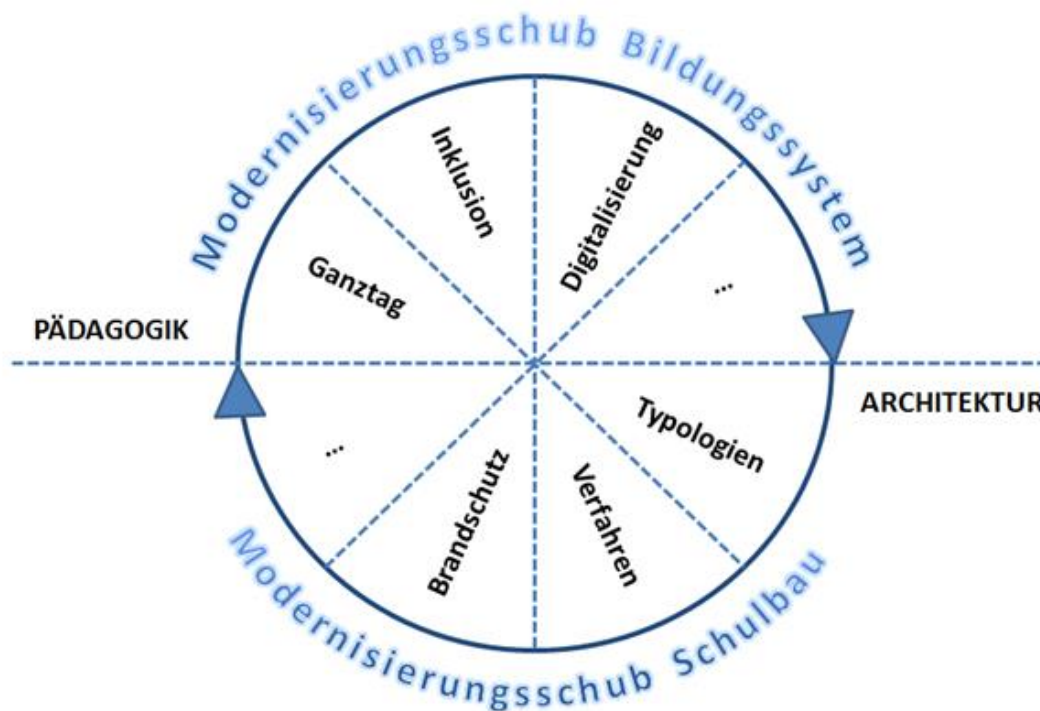 Modernisierungsschub Bildungssystem
Inklusion
Digitalisierung
Ganztag
...
PÄDAGOGIK
ARCHITEKTUR
Typologien
...
Brandschutz
Verfahren
Modernisierungsschub Schulbau